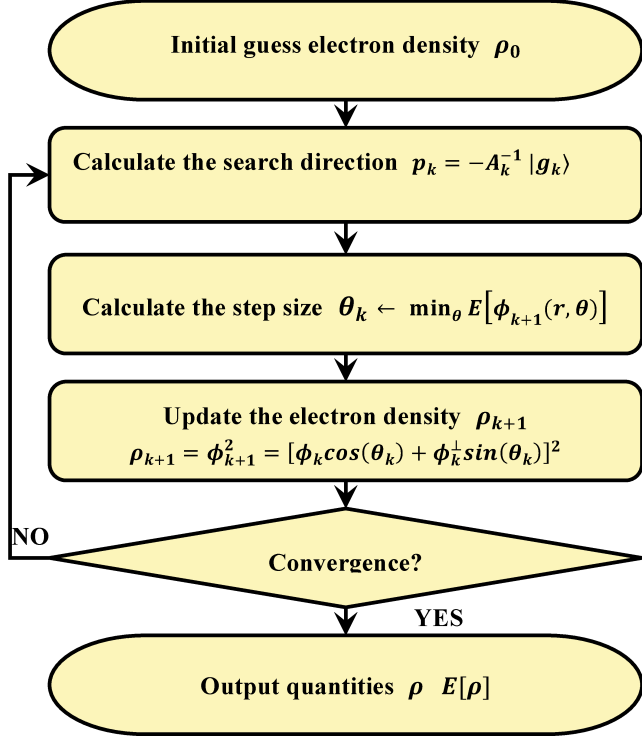 Initial guess electron density ρ₀
Calculate the search direction pₖ = −Aₖ⁻¹ |gₖ⟩
Calculate the step size θₖ ← min_θ E[ϕₖ₊₁(r, θ)]
Update the electron density ρₖ₊₁
ρₖ₊₁ = ϕ²ₖ₊₁ = [ϕₖcos(θₖ) + ϕₖ^⊥sin(θₖ)]²
NO
Convergence?
YES
Output quantities ρ E[ρ]